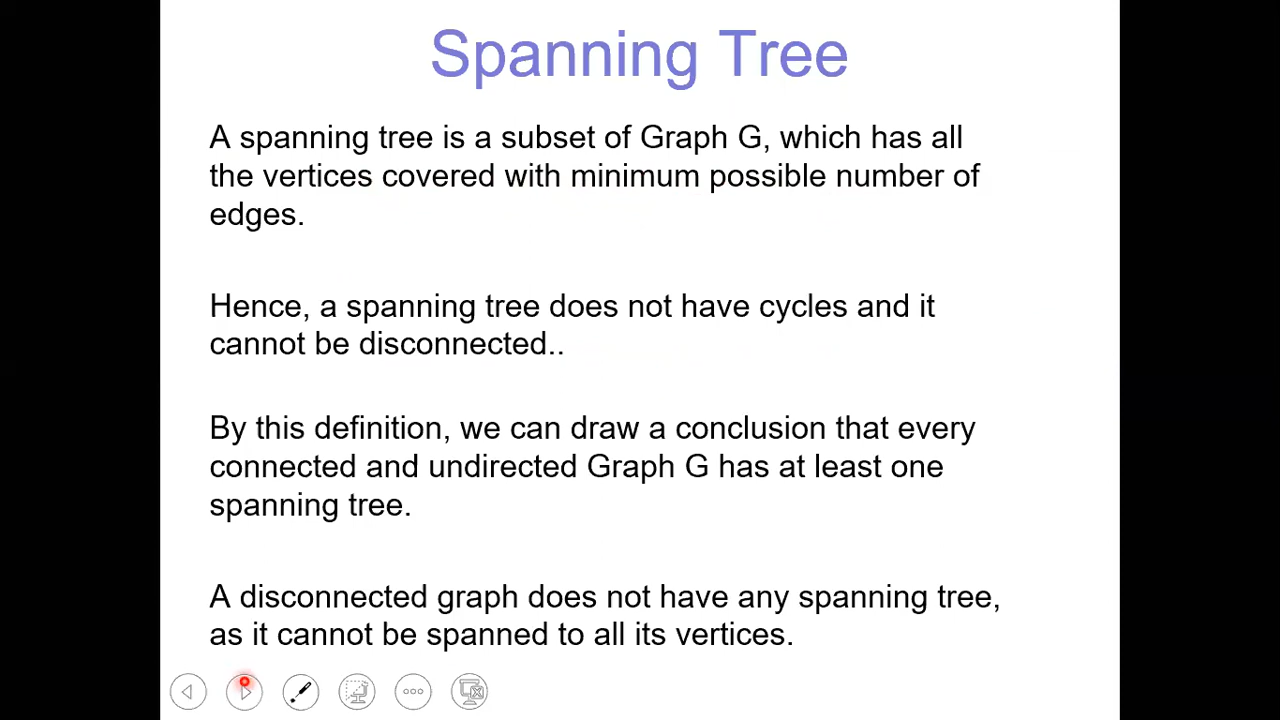 Spanning Tree
A spanning tree is a subset of Graph G, which has all
the vertices covered with minimum possible number of
edges.
Hence, a spanning tree does not have cycles and it
cannot be disconnected..
By this definition, we can draw a conclusion that every
connected and undirected Graph G has at least one
spanning tree.
A disconnected graph does not have any spanning tree,
as it cannot be spanned to all its vertices.